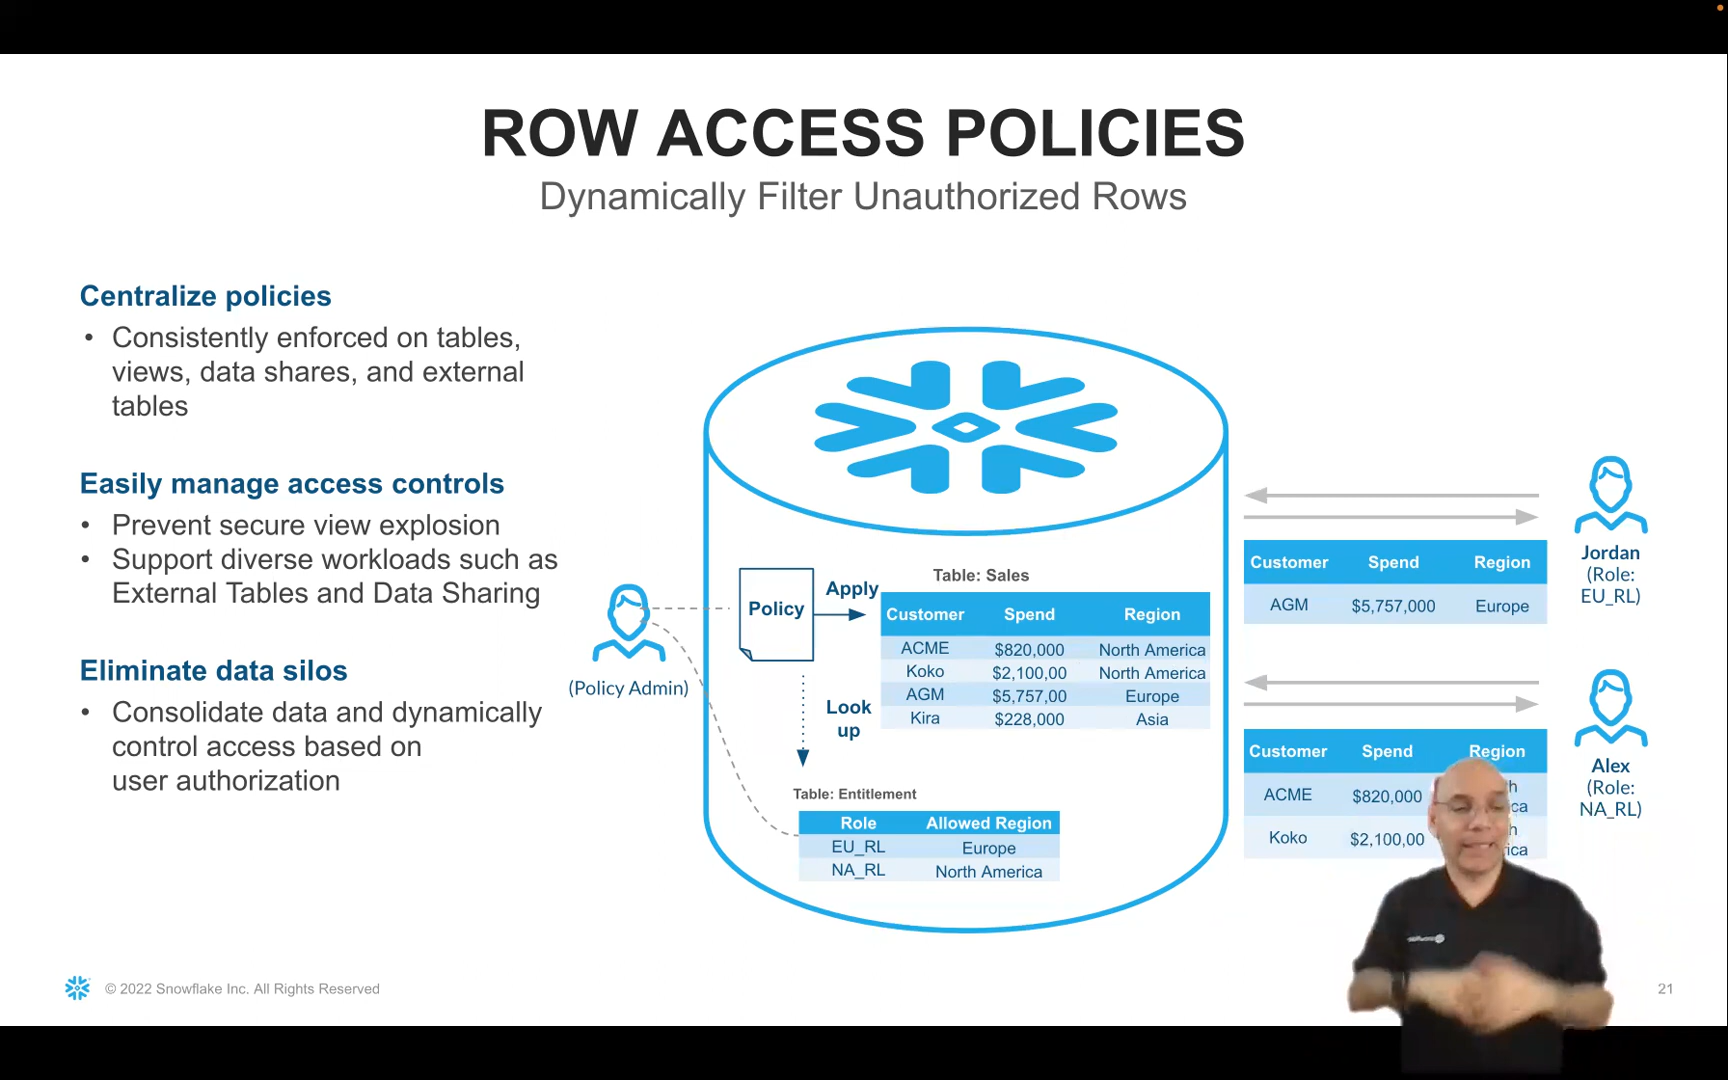 ROW ACCESS POLICIES
Dynamically Filter Unauthorized Rows
Centralize policies
• Consistently enforced on tables,
views, data shares, and external
tables
Easily manage access controls
• Prevent secure view explosion
• Support diverse workloads such as
External Tables and Data Sharing
Eliminate data silos
• Consolidate data and dynamically
control access based on
user authorization
(Policy Admin)
Policy
Apply
Look
up
Table: Sales
Customer Spend Region
ACME $820,000 North America
Koko $2,100,00 North America
AGM $5,757,00 Europe
Kira $228,000 Asia
Table: Entitlement
Role Allowed Region
EU_RL Europe
NA_RL North America
Customer Spend Region
AGM $5,757,000 Europe
Jordan
(Role:
EU_RL)
Customer Spend Region
ACME $820,000
Koko $2,100,00
Alex
(Role:
NA_RL)
© 2022 Snowflake Inc. All Rights Reserved
21